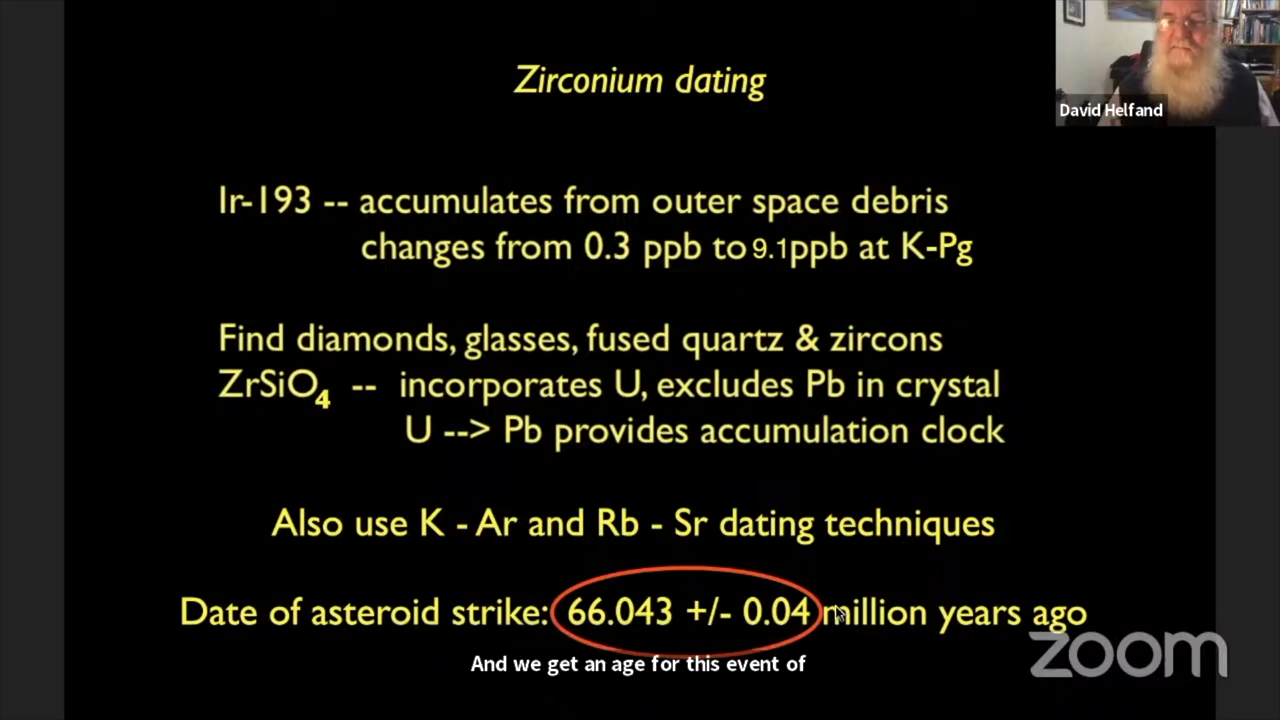 Zirconium dating
David Helfand
Ir-193 -- accumulates from outer space debris
changes from 0.3 ppb to 9.1ppb at K-Pg
Find diamonds, glasses, fused quartz & zircons
ZrSiO₄ -- incorporates U, excludes Pb in crystal
U --> Pb provides accumulation clock
Also use K - Ar and Rb - Sr dating techniques
Date of asteroid strike: 66.043 +/- 0.04 million years ago
And we get an age for this event of
zoom